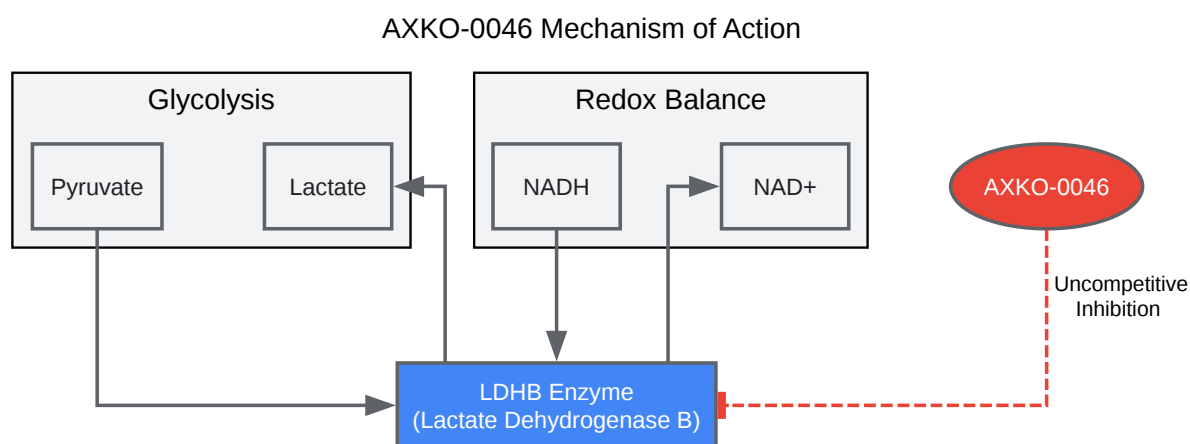 AXKO-0046 Mechanism of Action
Glycolysis
Redox Balance
Pyruvate
Lactate
NADH
NAD+
AXKO-0046
Uncompetitive
Inhibition
LDHB Enzyme
(Lactate Dehydrogenase B)